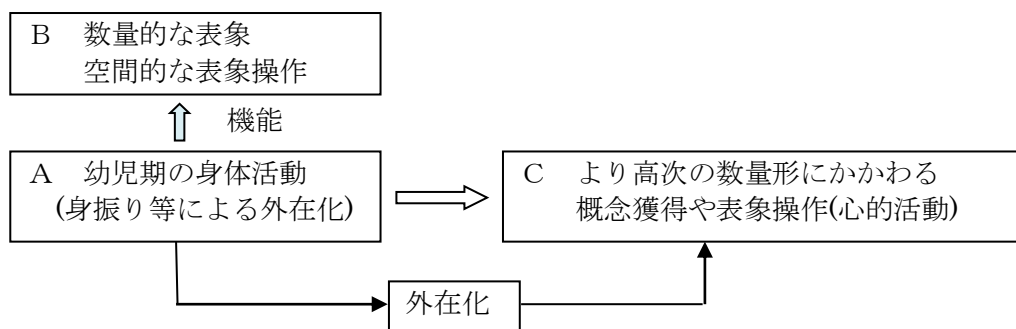 B　数量的な表象
空間的な表象操作
機能
A　幼児期の身体活動
(身振り等による外在化)
C　より高次の数量形にかかわる
概念獲得や表象操作(心的活動)
外在化